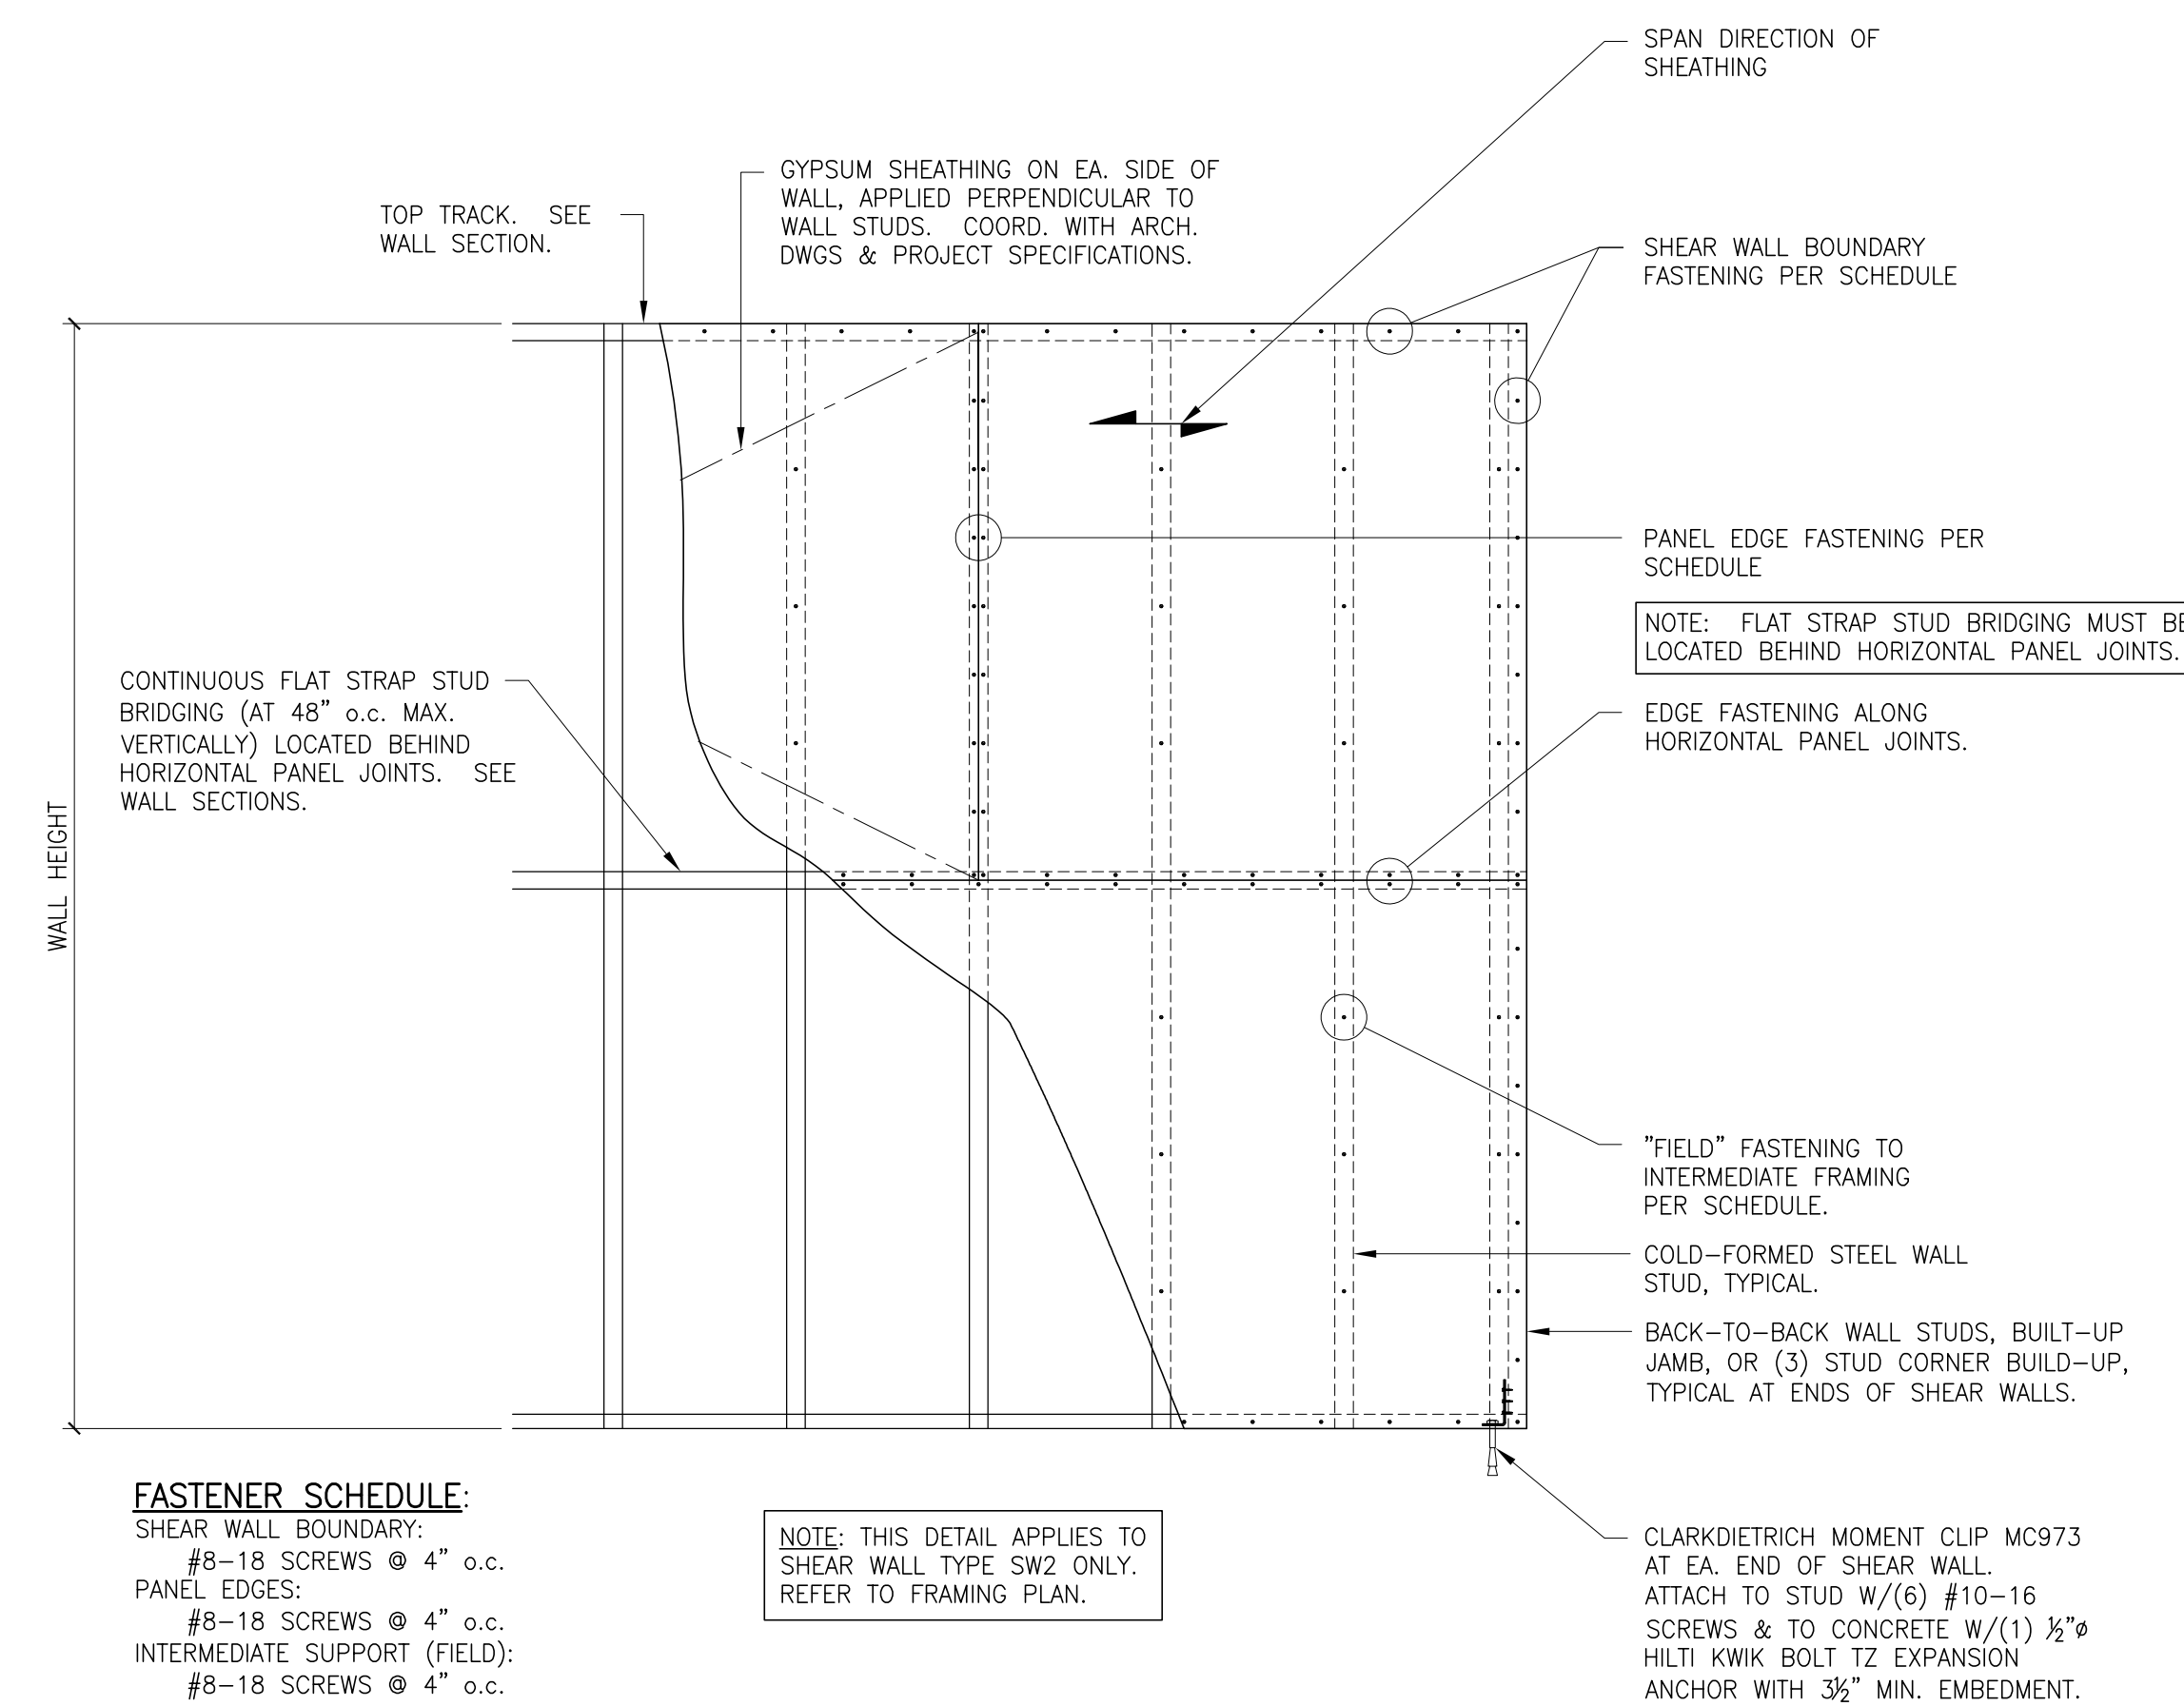 SPAN DIRECTION OF
SHEATHING
GYPSUM SHEATHING ON EA. SIDE OF
WALL, APPLIED PERPENDICULAR TO
WALL STUDS. COORD. WITH ARCH.
DWGS & PROJECT SPECIFICATIONS.
TOP TRACK. SEE
WALL SECTION.
SHEAR WALL BOUNDARY
FASTENING PER SCHEDULE
PANEL EDGE FASTENING PER
SCHEDULE
NOTE: FLAT STRAP STUD BRIDGING MUST BE
LOCATED BEHIND HORIZONTAL PANEL JOINTS.
CONTINUOUS FLAT STRAP STUD
BRIDGING (AT 48" o.c. MAX.
VERTICALLY) LOCATED BEHIND
HORIZONTAL PANEL JOINTS. SEE
WALL SECTIONS.
EDGE FASTENING ALONG
HORIZONTAL PANEL JOINTS.
WALL HEIGHT
"FIELD" FASTENING TO
INTERMEDIATE FRAMING
PER SCHEDULE.
COLD-FORMED STEEL WALL
STUD, TYPICAL.
BACK-TO-BACK WALL STUDS, BUILT-UP
JAMB, OR (3) STUD CORNER BUILD-UP,
TYPICAL AT ENDS OF SHEAR WALLS.
FASTENER SCHEDULE:
SHEAR WALL BOUNDARY:
#8-18 SCREWS @ 4" o.c.
PANEL EDGES:
#8-18 SCREWS @ 4" o.c.
INTERMEDIATE SUPPORT (FIELD):
#8-18 SCREWS @ 4" o.c.
NOTE: THIS DETAIL APPLIES TO
SHEAR WALL TYPE SW2 ONLY.
REFER TO FRAMING PLAN.
CLARKDIETRICH MOMENT CLIP MC973
AT EA. END OF SHEAR WALL.
ATTACH TO STUD W/(6) #10-16
SCREWS & TO CONCRETE W/(1) ½"ø
HILTI KWIK BOLT TZ EXPANSION
ANCHOR WITH 3½" MIN. EMBEDMENT.